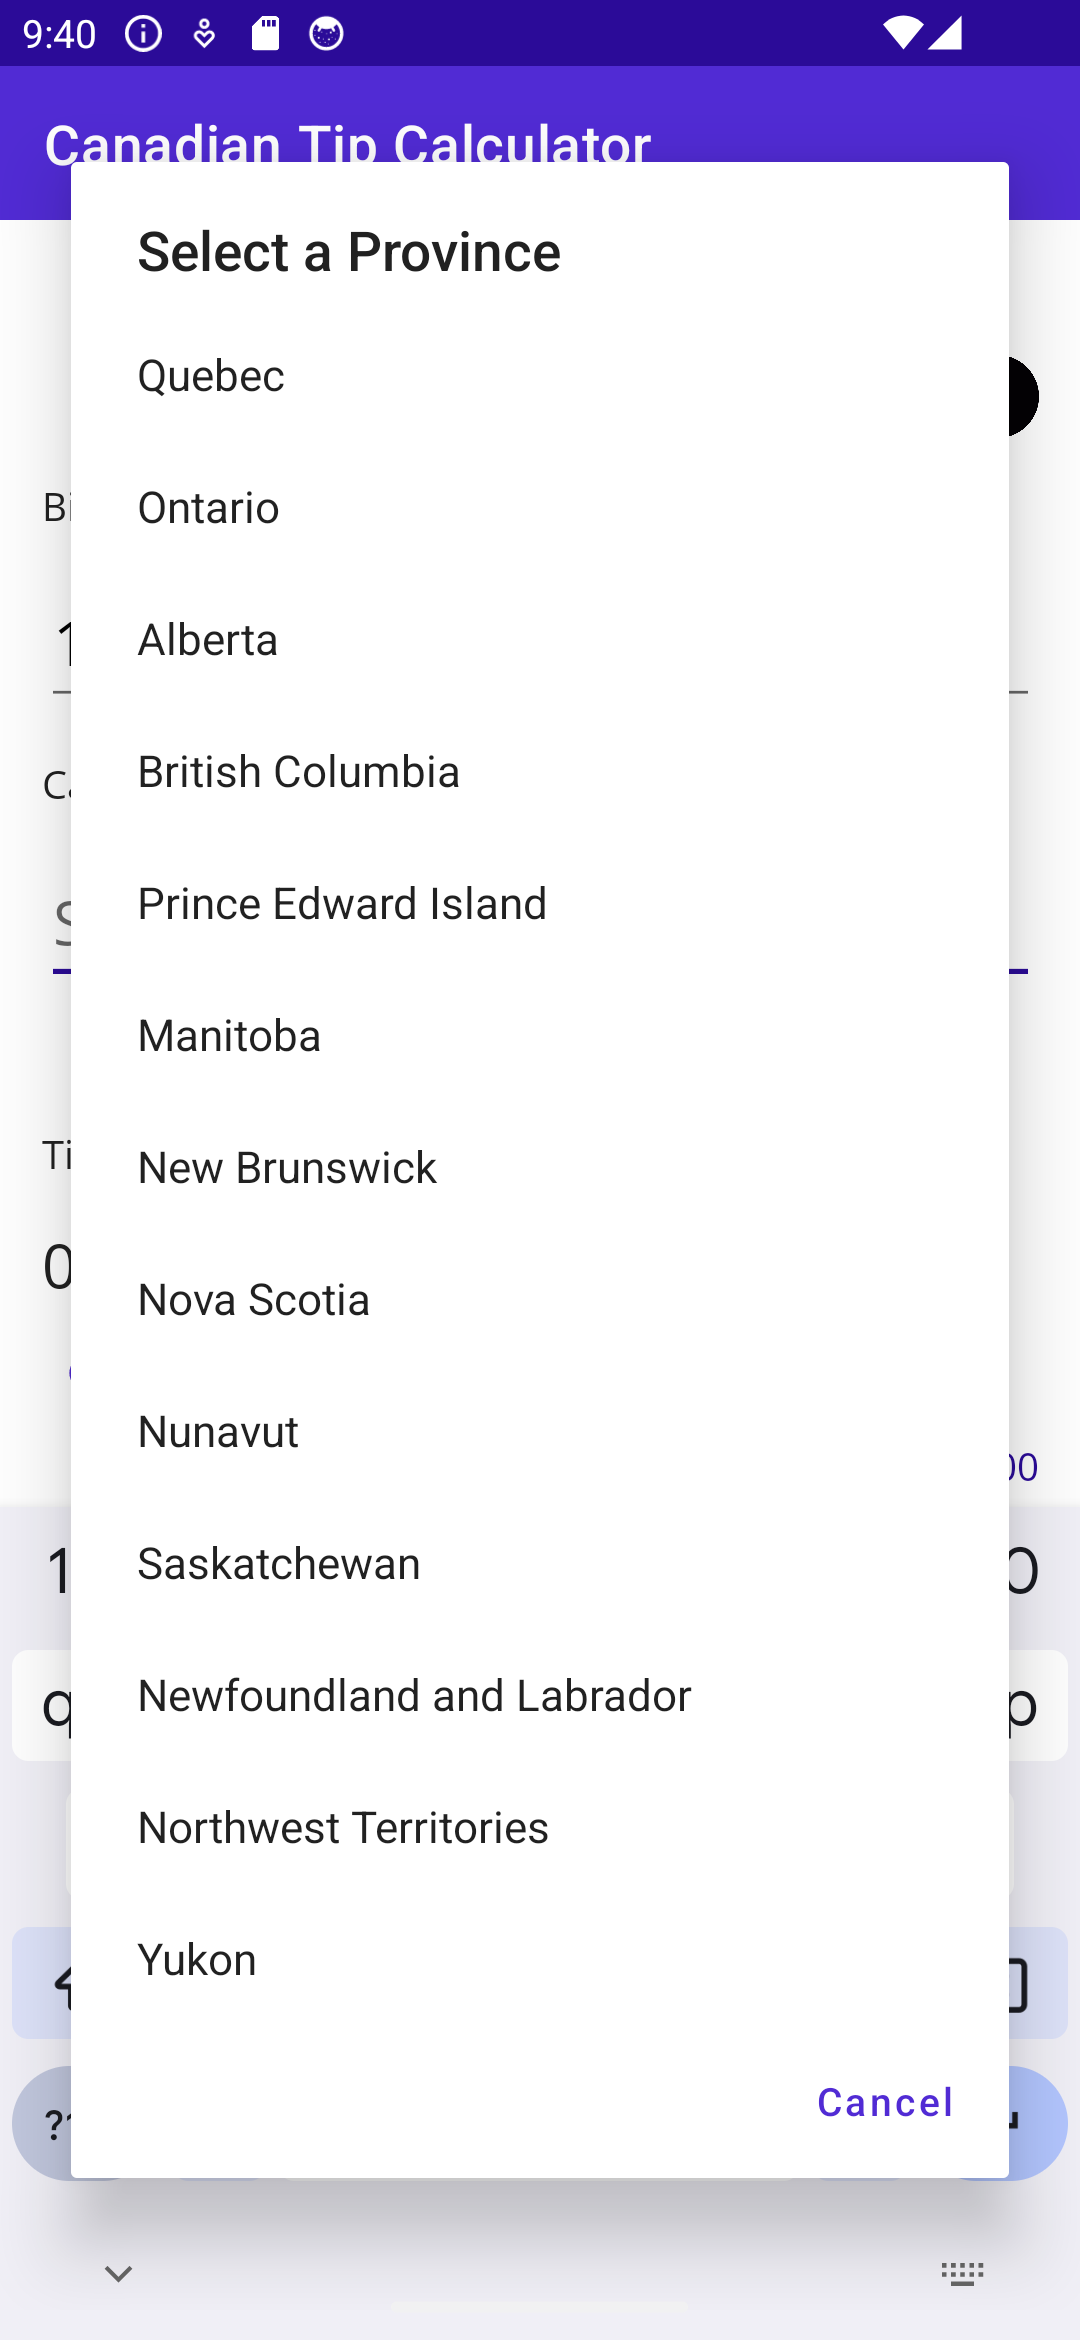 9:40
Canadian Tip Calculator
Select a Province
Quebec
Ontario
Alberta
British Columbia
Prince Edward Island
Manitoba
New Brunswick
Nova Scotia
Nunavut
Saskatchewan
Newfoundland and Labrador
Northwest Territories
Yukon
Cancel